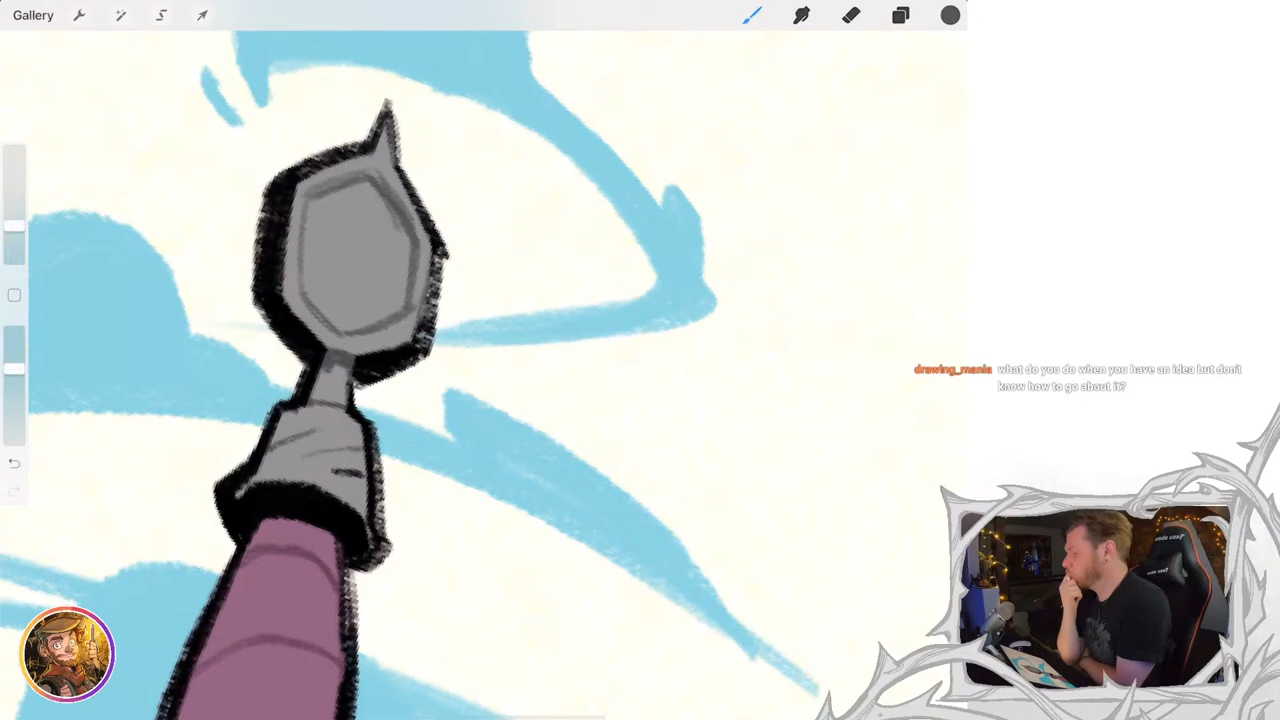 Gallery
drawing_mania what do you do when you have an idea but don't
know how to go about it?